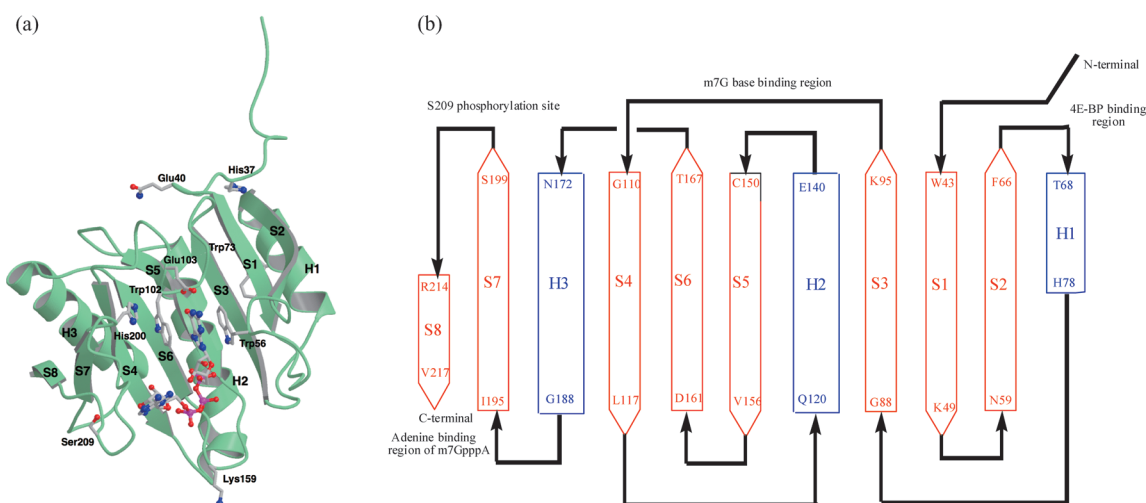 (a)
Glu40
His37
S2
Trp73
S1
H1
Glu103
S5
Trp102
S3
H3
His200
Trp56
S6
S8
S7
S4
H2
Ser209
Lys159
(b)
N-terminal
m7G base binding region
S209 phosphorylation site
4E-BP binding
region
S199
N172
G110
T167
C150
E140
K95
W43
F66
T68
H1
H78
R214
S8
V217
S7
H3
S4
S6
S5
H2
S3
S1
S2
I195
G188
L117
D161
V156
Q120
G88
K49
N59
C-terminal
Adenine binding
region of m7GpppA